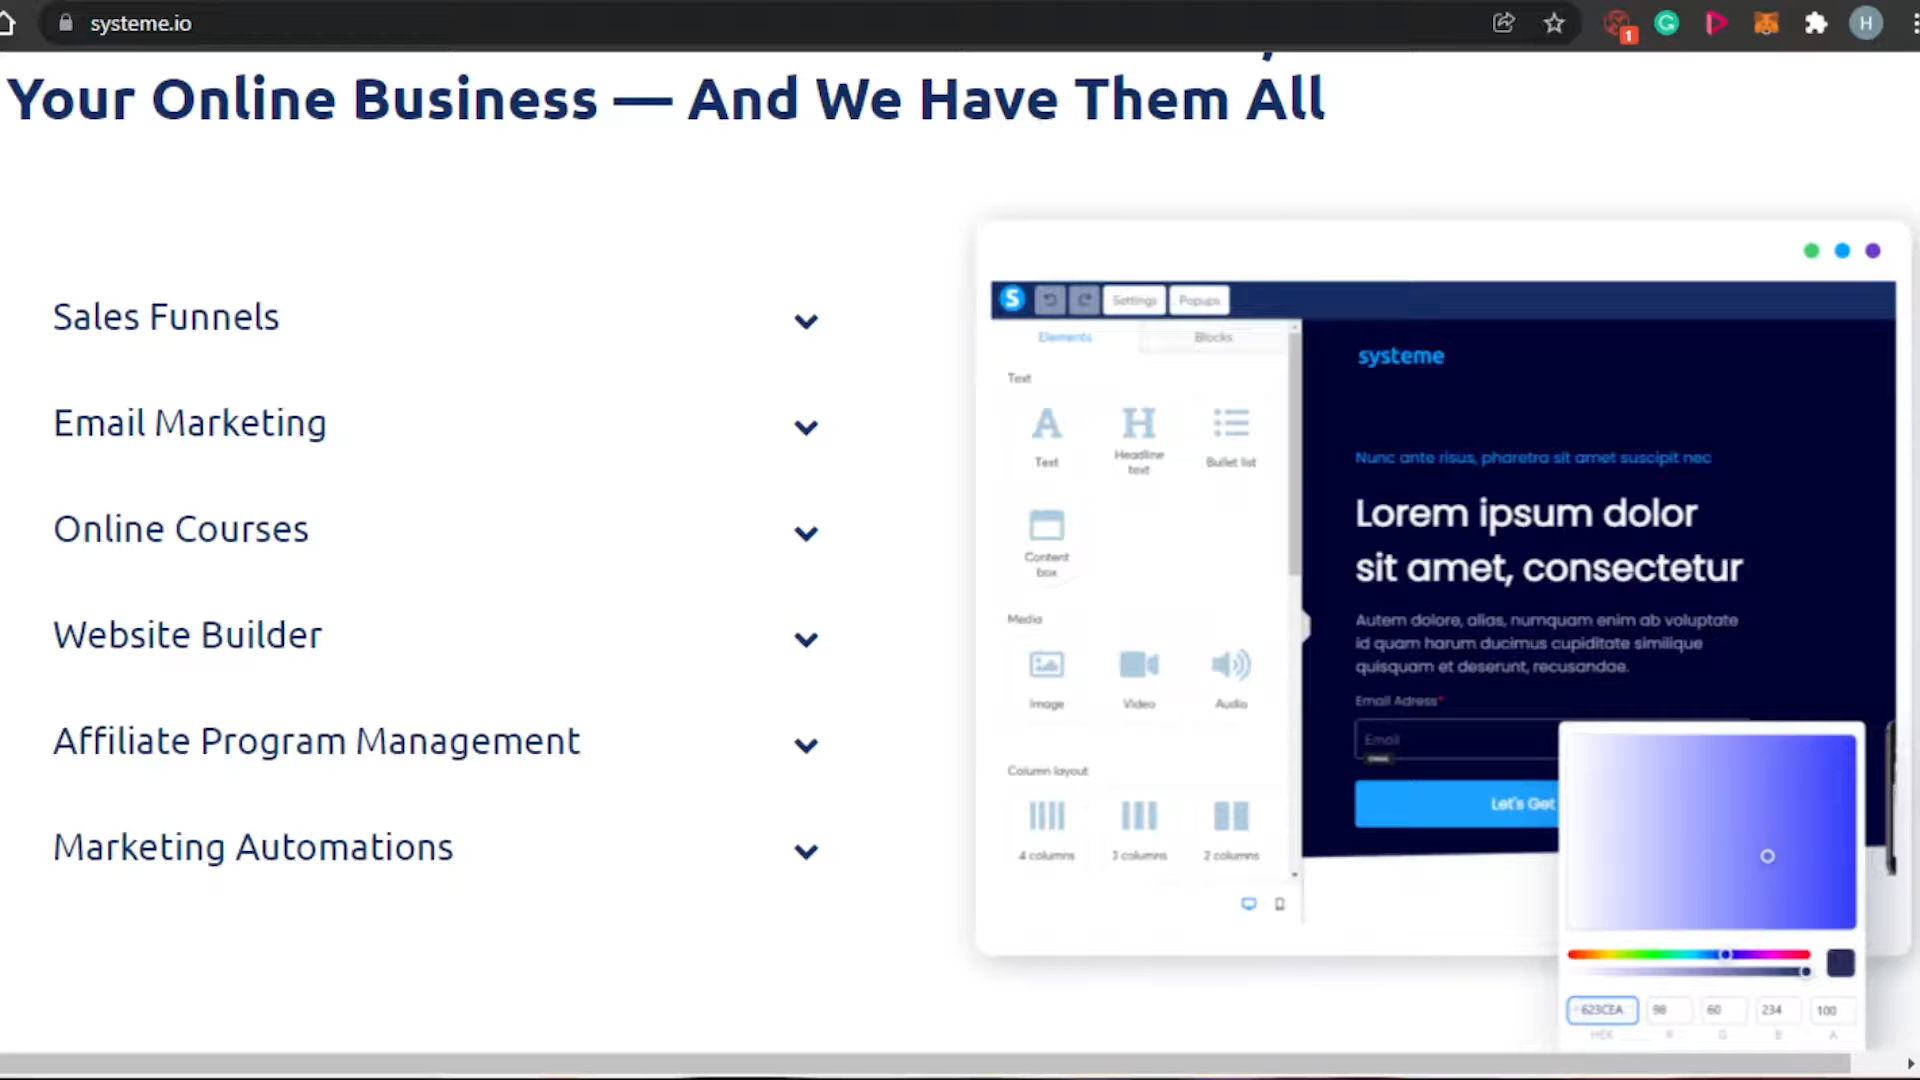 systeme.io
1
H
Your Online Business — And We Have Them All
Sales Funnels
Email Marketing
Online Courses
Website Builder
Affiliate Program Management
Marketing Automations
S
Settings
Popups
Elements
Blocks
Text
A
H
Text
Headline text
Bullet list
Content box
Media
Image
Video
Audio
Column layout
4 columns
3 columns
2 columns
systeme
Nunc ante risus, pharetra sit amet suscipit nec
Lorem ipsum dolor
sit amet, consectetur
Autem dolore, alias, numquam enim ab voluptate
id quam harum ducimus cupiditate similique
quisquam et deserunt, recusandae.
Email Adress*
Email
Let's Get
623CEA
98
60
234
100
HEX
R
G
B
A